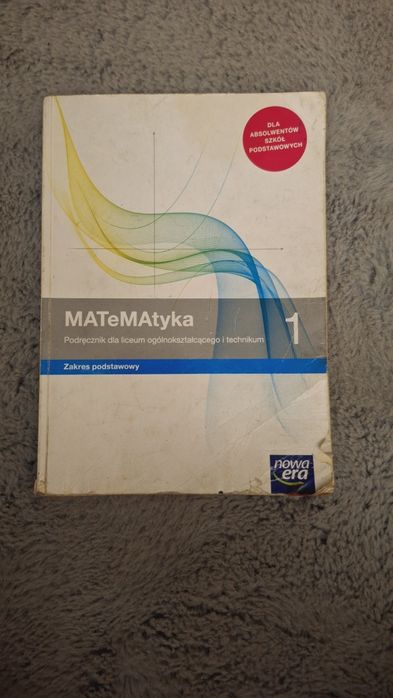 DLA
ABSOLWENTÓW
SZKÓŁ
PODSTAWOWYCH
MATeMAtyka
1
Podręcznik dla liceum ogólnokształcącego i technikum
Zakres podstawowy
nowa
era